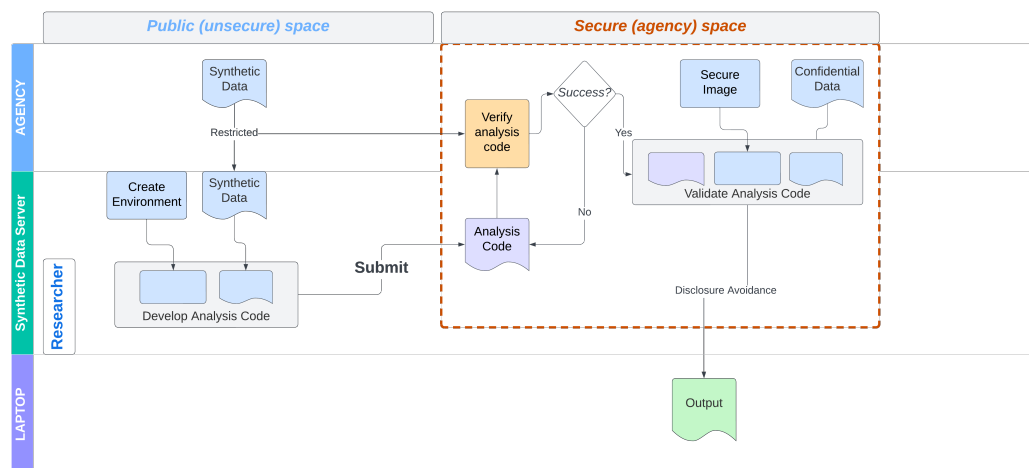 Public (unsecure) space
Secure (agency) space
AGENCY
Synthetic
Data
Restricted
Verify
analysis
code
Success?
Yes
No
Secure
Image
Confidential
Data
Validate Analysis Code
Synthetic Data Server
Researcher
Create
Environment
Synthetic
Data
Develop Analysis Code
Submit
Analysis
Code
Disclosure Avoidance
LAPTOP
Output